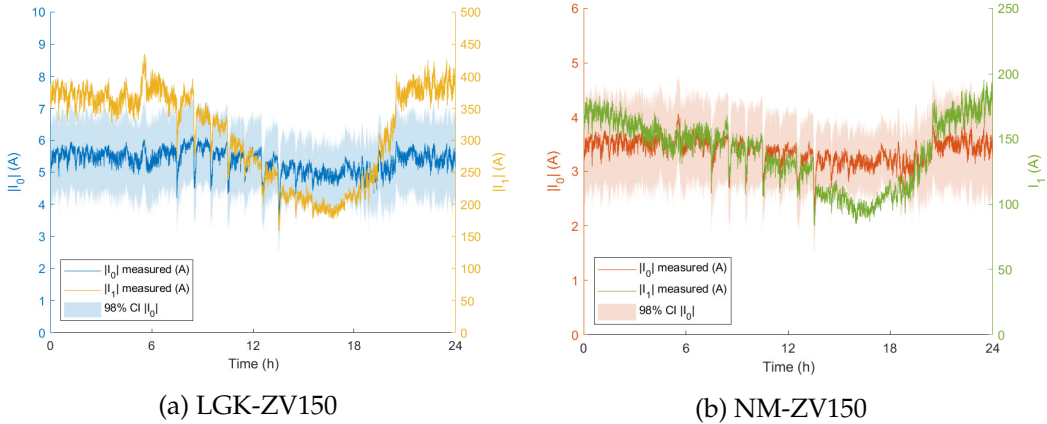 10
9
8
7
6
5
4
3
2
1
0
|I0| (A)
500
450
400
350
300
250
200
150
100
50
0
|I1| (A)
|I0| measured (A)
|I1| measured (A)
98% CI |I0|
0 6 12 18 24
Time (h)
(a) LGK-ZV150
6
5
4
3
2
1
0
|I0| (A)
250
200
150
100
50
0
I1| (A)
|I0| measured (A)
|I1| measured (A)
98% CI |I0|
0 6 12 18 24
Time (h)
(b) NM-ZV150